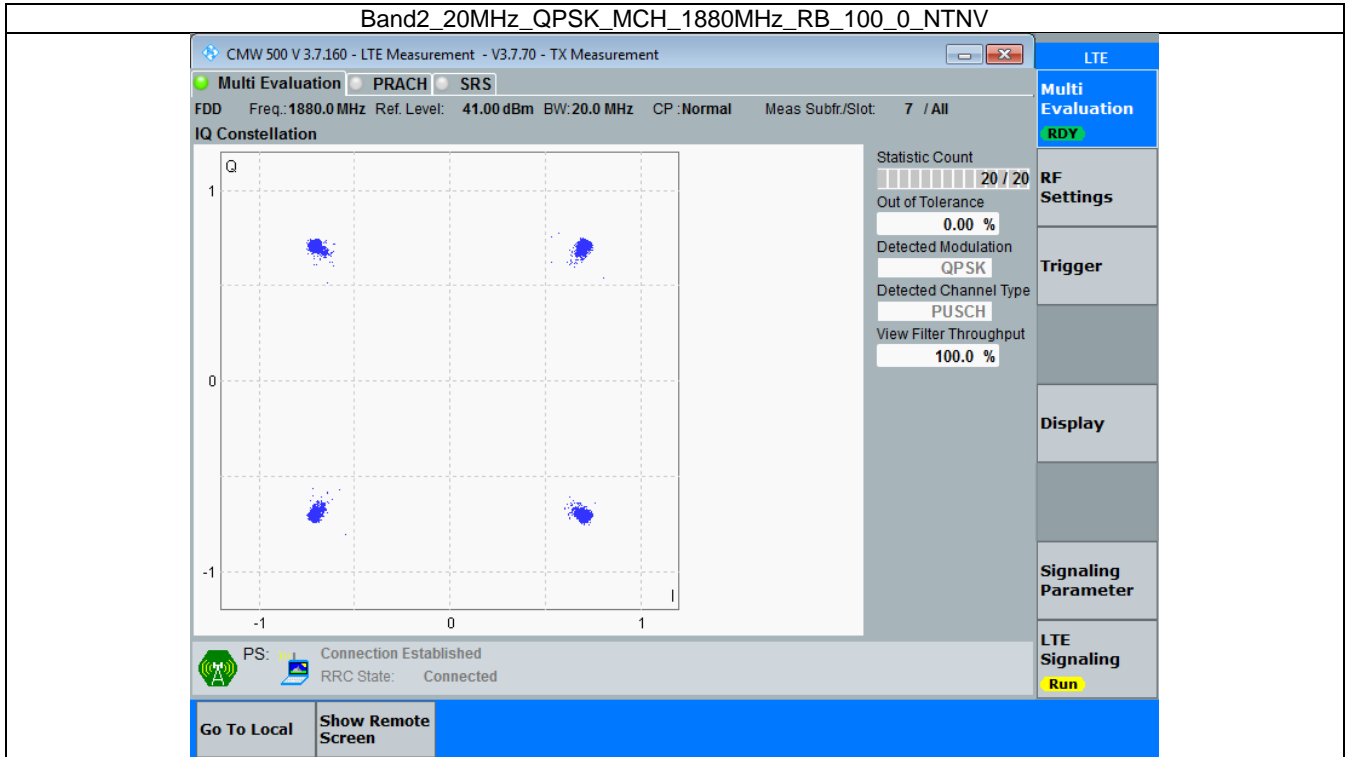 Band2_20MHz_QPSK_MCH_1880MHz_RB_100_0_NTNV
CMW 500 V 3.7.160 - LTE Measurement - V3.7.70 - TX Measurement
LTE
Multi Evaluation PRACH SRS
Multi
Evaluation
RDY
FDD Freq.: 1880.0 MHz Ref. Level: 41.00 dBm BW: 20.0 MHz CP : Normal Meas Subfr./Slot: 7 / All
IQ Constellation
Q
1
0
-1
I
-1 0 1
Statistic Count
20 / 20
Out of Tolerance
0.00 %
Detected Modulation
QPSK
Detected Channel Type
PUSCH
View Filter Throughput
100.0 %
RF
Settings
Trigger
Display
Signaling
Parameter
LTE
Signaling
Run
PS: Connection Established
RRC State: Connected
Go To Local
Show Remote
Screen